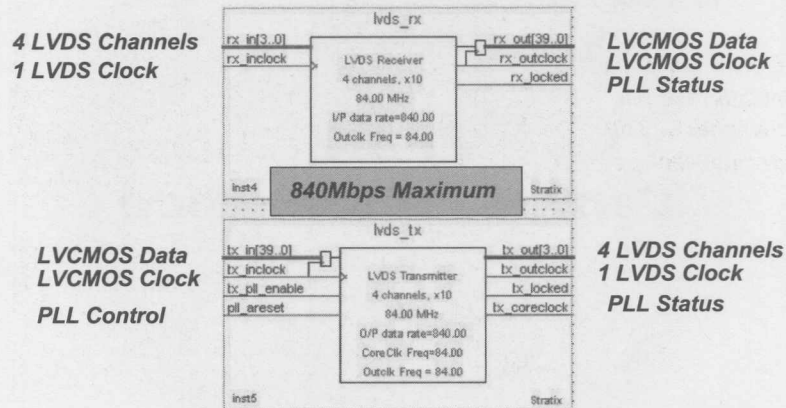 lvds_rx
4 LVDS Channels
1 LVDS Clock
rx_in[3..0]
rx_inclock
LVDS Receiver
4 channels, x10
84.00 MHz
I/P data rate=840.00
Outclk Freq = 84.00
rx_out[39..0]
rx_outclock
rx_locked
LVCMOS Data
LVCMOS Clock
PLL Status
inst4
840Mbps Maximum
Stratix
lvds_tx
LVCMOS Data
LVCMOS Clock
PLL Control
tx_in[39..0]
tx_inclock
tx_pll_enable
pll_areset
LVDS Transmitter
4 channels, x10
84.00 MHz
O/P data rate=840.00
CoreClk Freq=84.00
Outclk Freq = 84.00
tx_out[3..0]
tx_outclock
tx_locked
tx_coreclock
4 LVDS Channels
1 LVDS Clock
PLL Status
inst5
Stratix